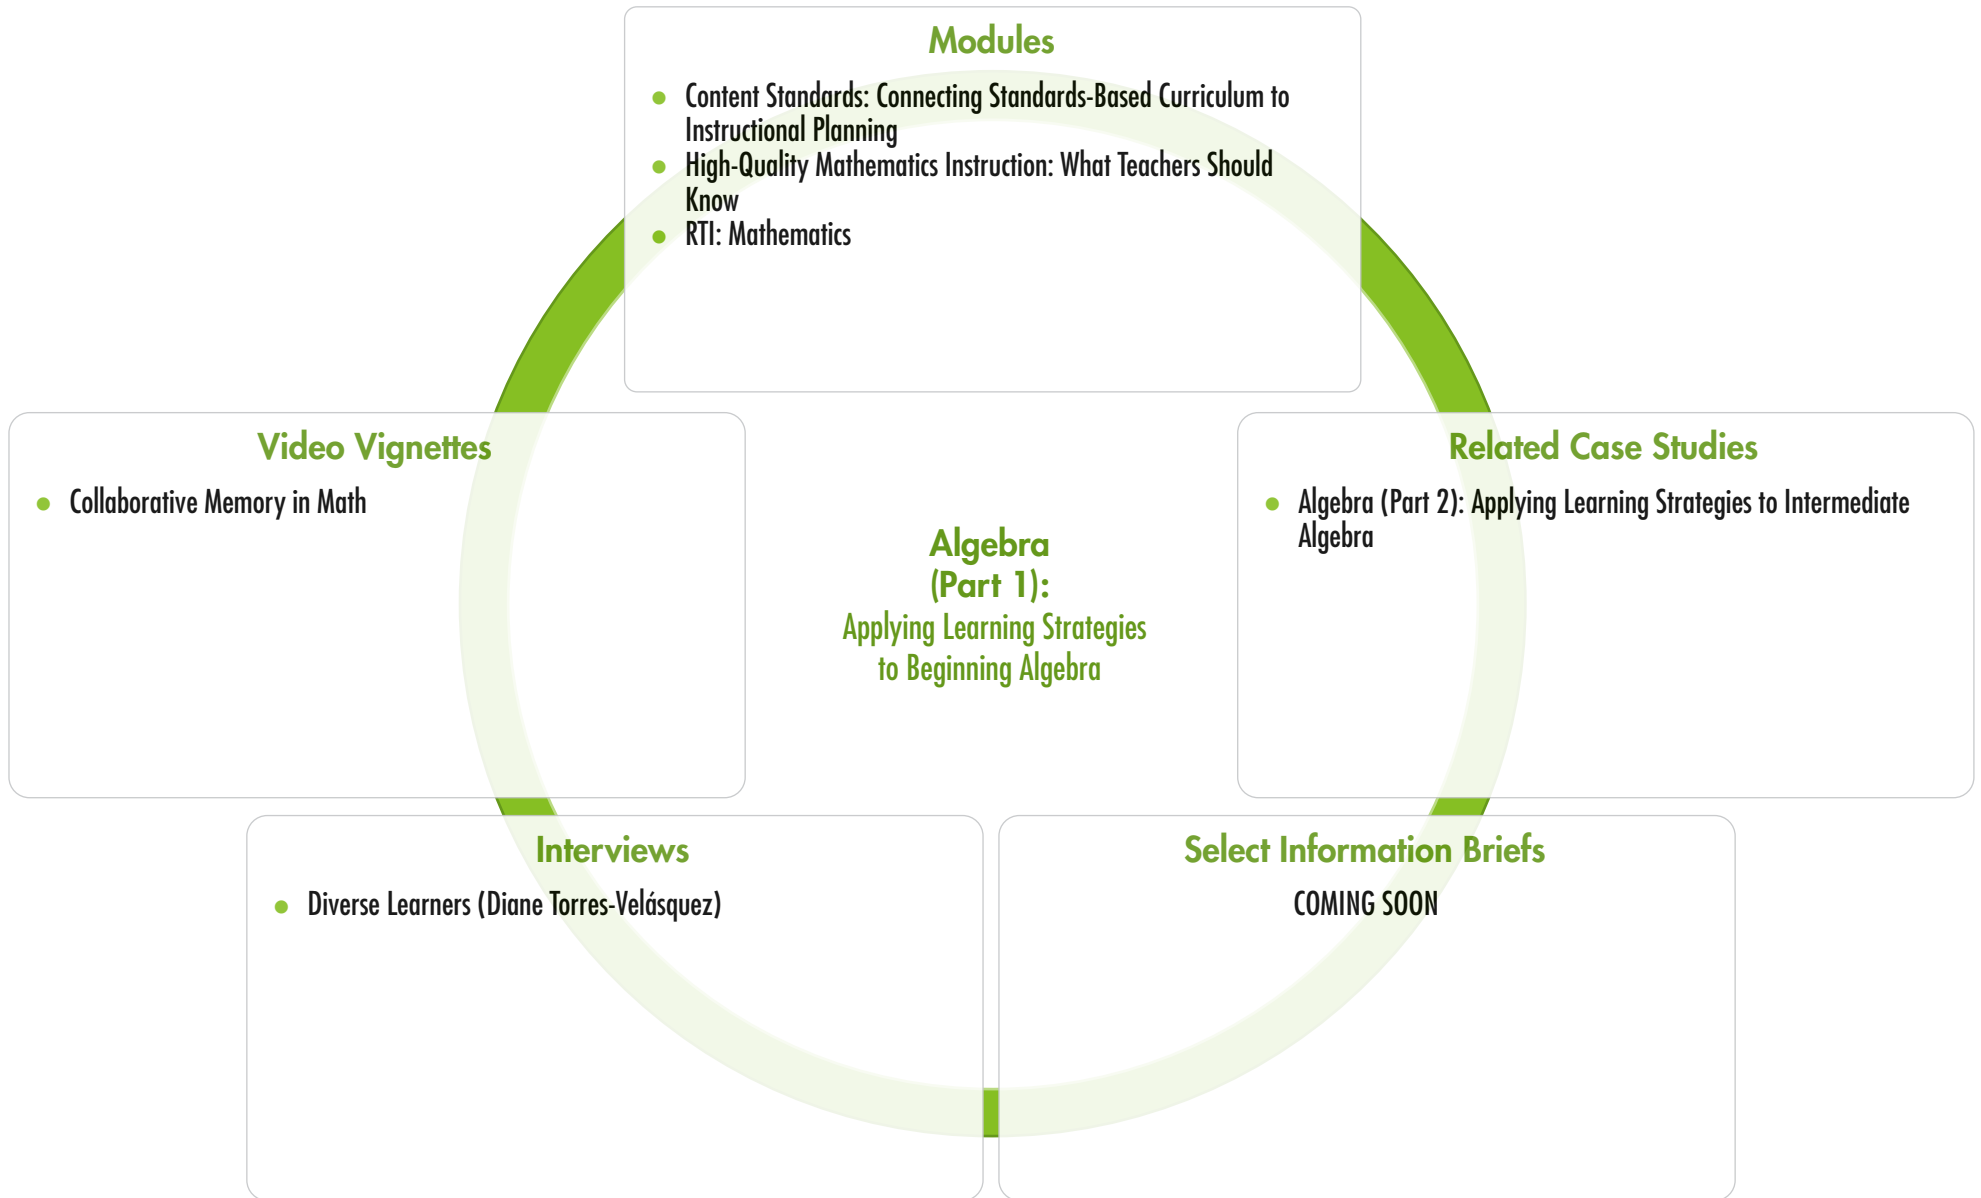 Modules
● Content Standards: Connecting Standards-Based Curriculum to
Instructional Planning
● High-Quality Mathematics Instruction: What Teachers Should
Know
● RTI: Mathematics
Video Vignettes
● Collaborative Memory in Math
Algebra
(Part 1):
Applying Learning Strategies
to Beginning Algebra
Related Case Studies
● Algebra (Part 2): Applying Learning Strategies to Intermediate
Algebra
Interviews
● Diverse Learners (Diane Torres-Velásquez)
Select Information Briefs
COMING SOON